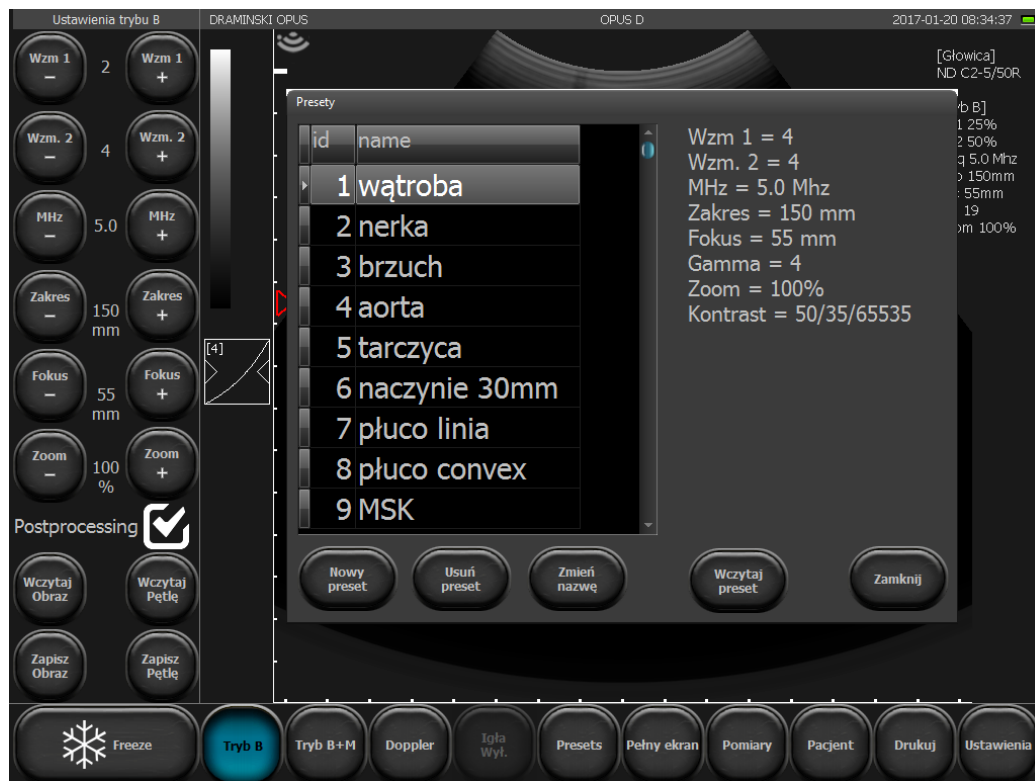 Ustawienia trybu B
DRAMINSKI OPUS
OPUS D
2017-01-20 08:34:37
Wzm 1
–
2
Wzm 1
+
Wzm. 2
–
4
Wzm. 2
+
MHz
–
5.0
MHz
+
Zakres
–
150
mm
Zakres
+
Fokus
–
55
mm
Fokus
+
Zoom
–
100
%
Zoom
+
Postprocessing
Wczytaj
Obraz
Wczytaj
Pętlę
Zapisz
Obraz
Zapisz
Pętlę
[4]
[Głowica]
ND C2-5/50R
b B]
1 25%
2 50%
q 5.0 Mhz
150mm
55mm
19
om 100%
Presety
id name
1 wątroba
2 nerka
3 brzuch
4 aorta
5 tarczyca
6 naczynie 30mm
7 płuco linia
8 płuco convex
9 MSK
Wzm 1 = 4
Wzm. 2 = 4
MHz = 5.0 Mhz
Zakres = 150 mm
Fokus = 55 mm
Gamma = 4
Zoom = 100%
Kontrast = 50/35/65535
Nowy
preset
Usuń
preset
Zmień
nazwę
Wczytaj
preset
Zamknij
Freeze
Tryb B
Tryb B+M
Doppler
Igła
Wył.
Presets
Pełny ekran
Pomiary
Pacjent
Drukuj
Ustawienia